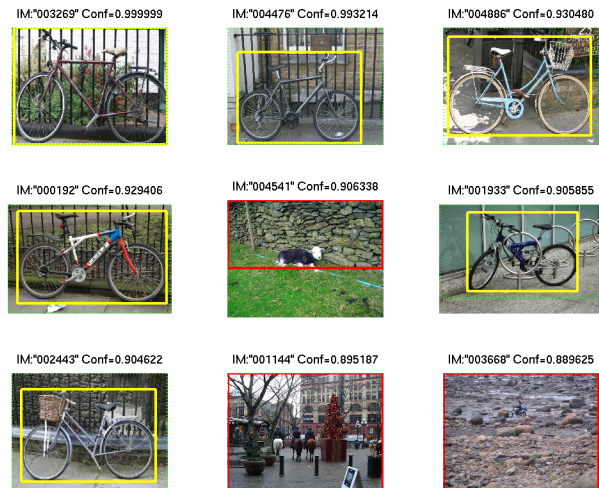 IM:"003269" Conf=0.999999
IM:"004476" Conf=0.993214
IM:"004886" Conf=0.930480
IM:"000192" Conf=0.929406
IM:"004541" Conf=0.906338
IM:"001933" Conf=0.905855
IM:"002443" Conf=0.904622
IM:"001144" Conf=0.895187
IM:"003668" Conf=0.889625